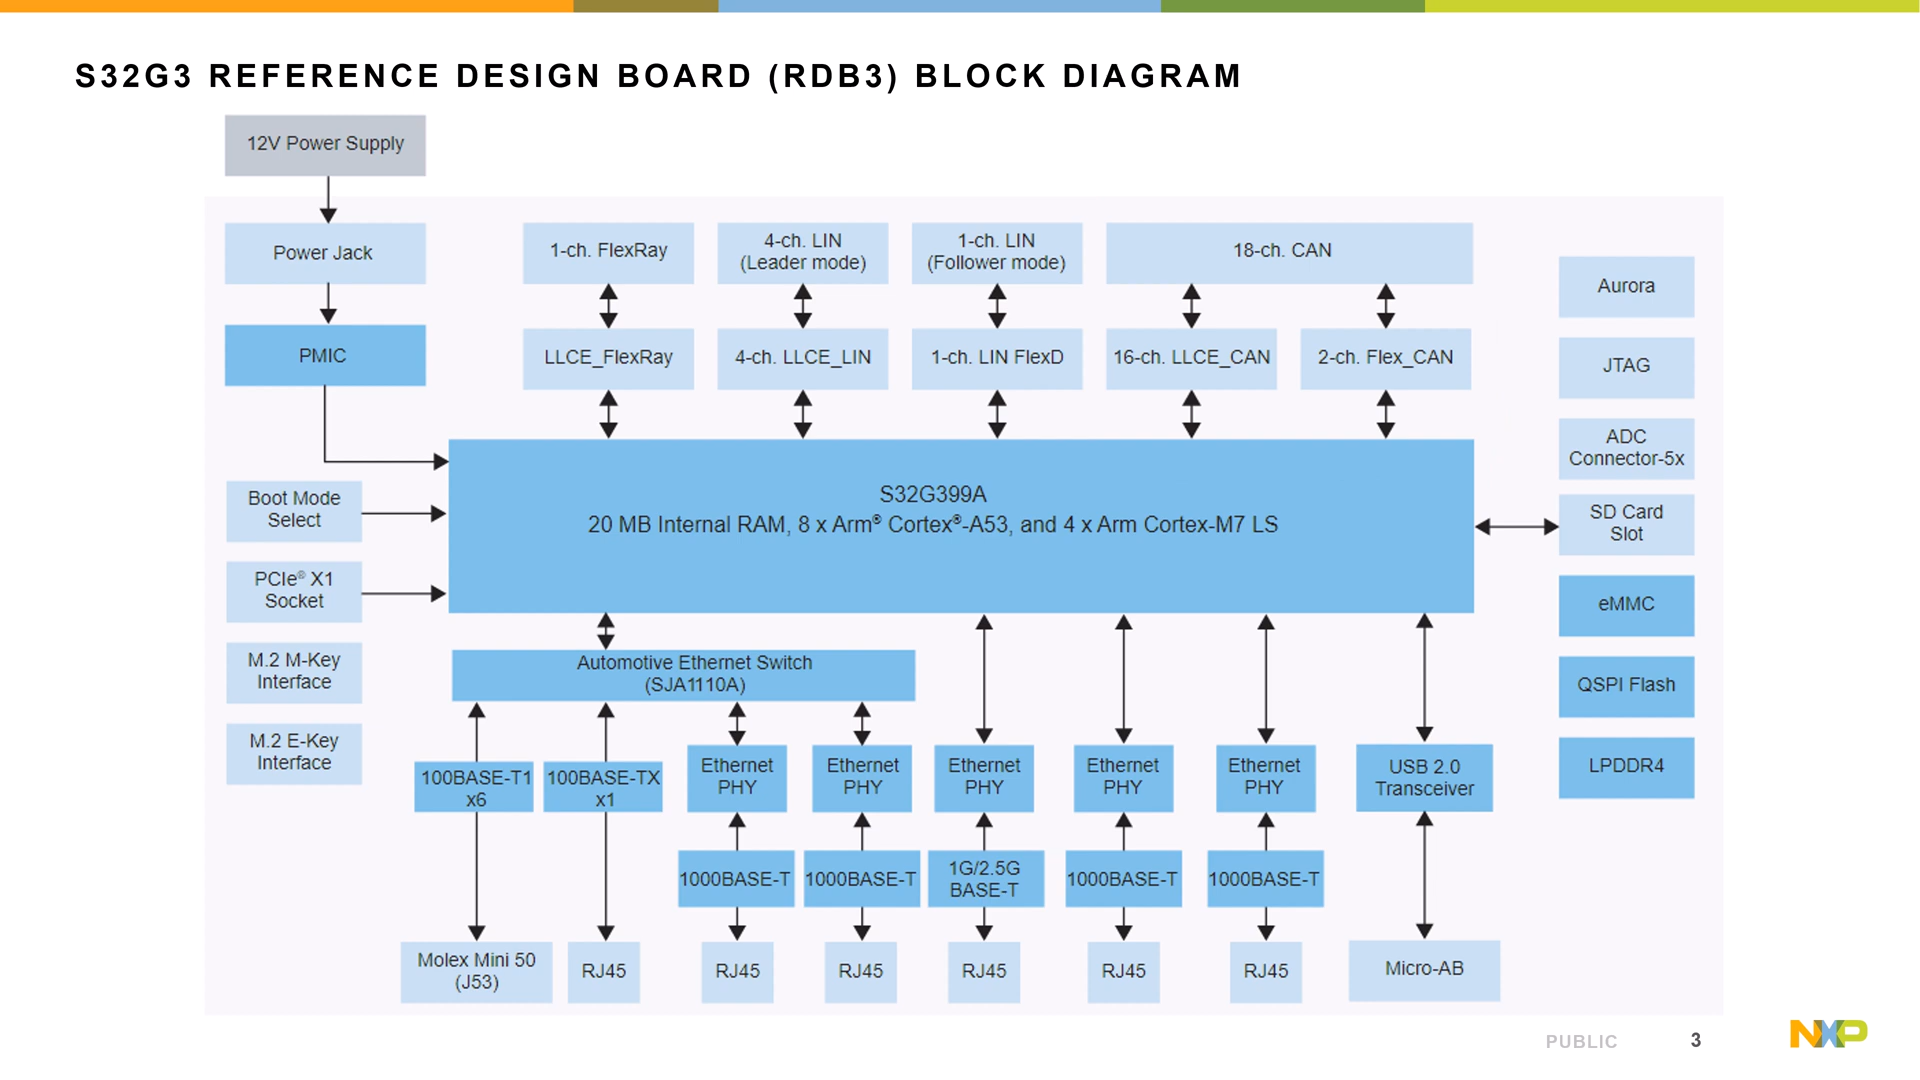 S32G3 REFERENCE DESIGN BOARD (RDB3) BLOCK DIAGRAM
12V Power Supply
Power Jack
PMIC
1-ch. FlexRay
4-ch. LIN
(Leader mode)
1-ch. LIN
(Follower mode)
18-ch. CAN
LLCE_FlexRay
4-ch. LLCE_LIN
1-ch. LIN FlexD
16-ch. LLCE_CAN
2-ch. Flex_CAN
Aurora
JTAG
ADC
Connector-5x
SD Card
Slot
eMMC
QSPI Flash
LPDDR4
Boot Mode
Select
PCIe® X1
Socket
M.2 M-Key
Interface
M.2 E-Key
Interface
S32G399A
20 MB Internal RAM, 8 x Arm® Cortex®-A53, and 4 x Arm Cortex-M7 LS
Automotive Ethernet Switch
(SJA1110A)
100BASE-T1
x6
100BASE-TX
x1
Ethernet
PHY
Ethernet
PHY
Ethernet
PHY
Ethernet
PHY
Ethernet
PHY
USB 2.0
Transceiver
1000BASE-T
1000BASE-T
1G/2.5G
BASE-T
1000BASE-T
1000BASE-T
Molex Mini 50
(J53)
RJ45
RJ45
RJ45
RJ45
RJ45
RJ45
Micro-AB
PUBLIC
3
NXP